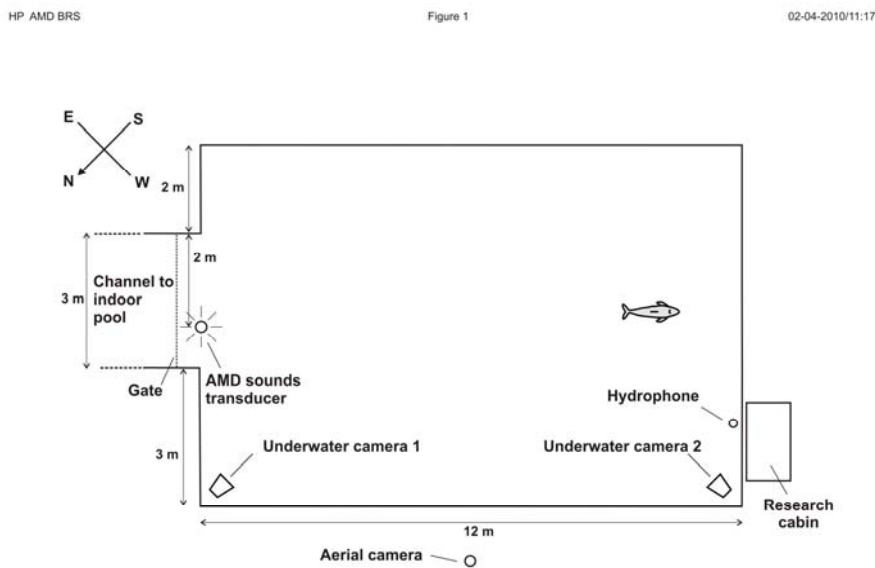 HP AMD BRS
Figure 1
02-04-2010/11:17
E
S
N
W
2 m
2 m
3 m
Channel to
indoor
pool
Gate
AMD sounds
transducer
3 m
Underwater camera 1
Hydrophone
Underwater camera 2
Research
cabin
12 m
Aerial camera